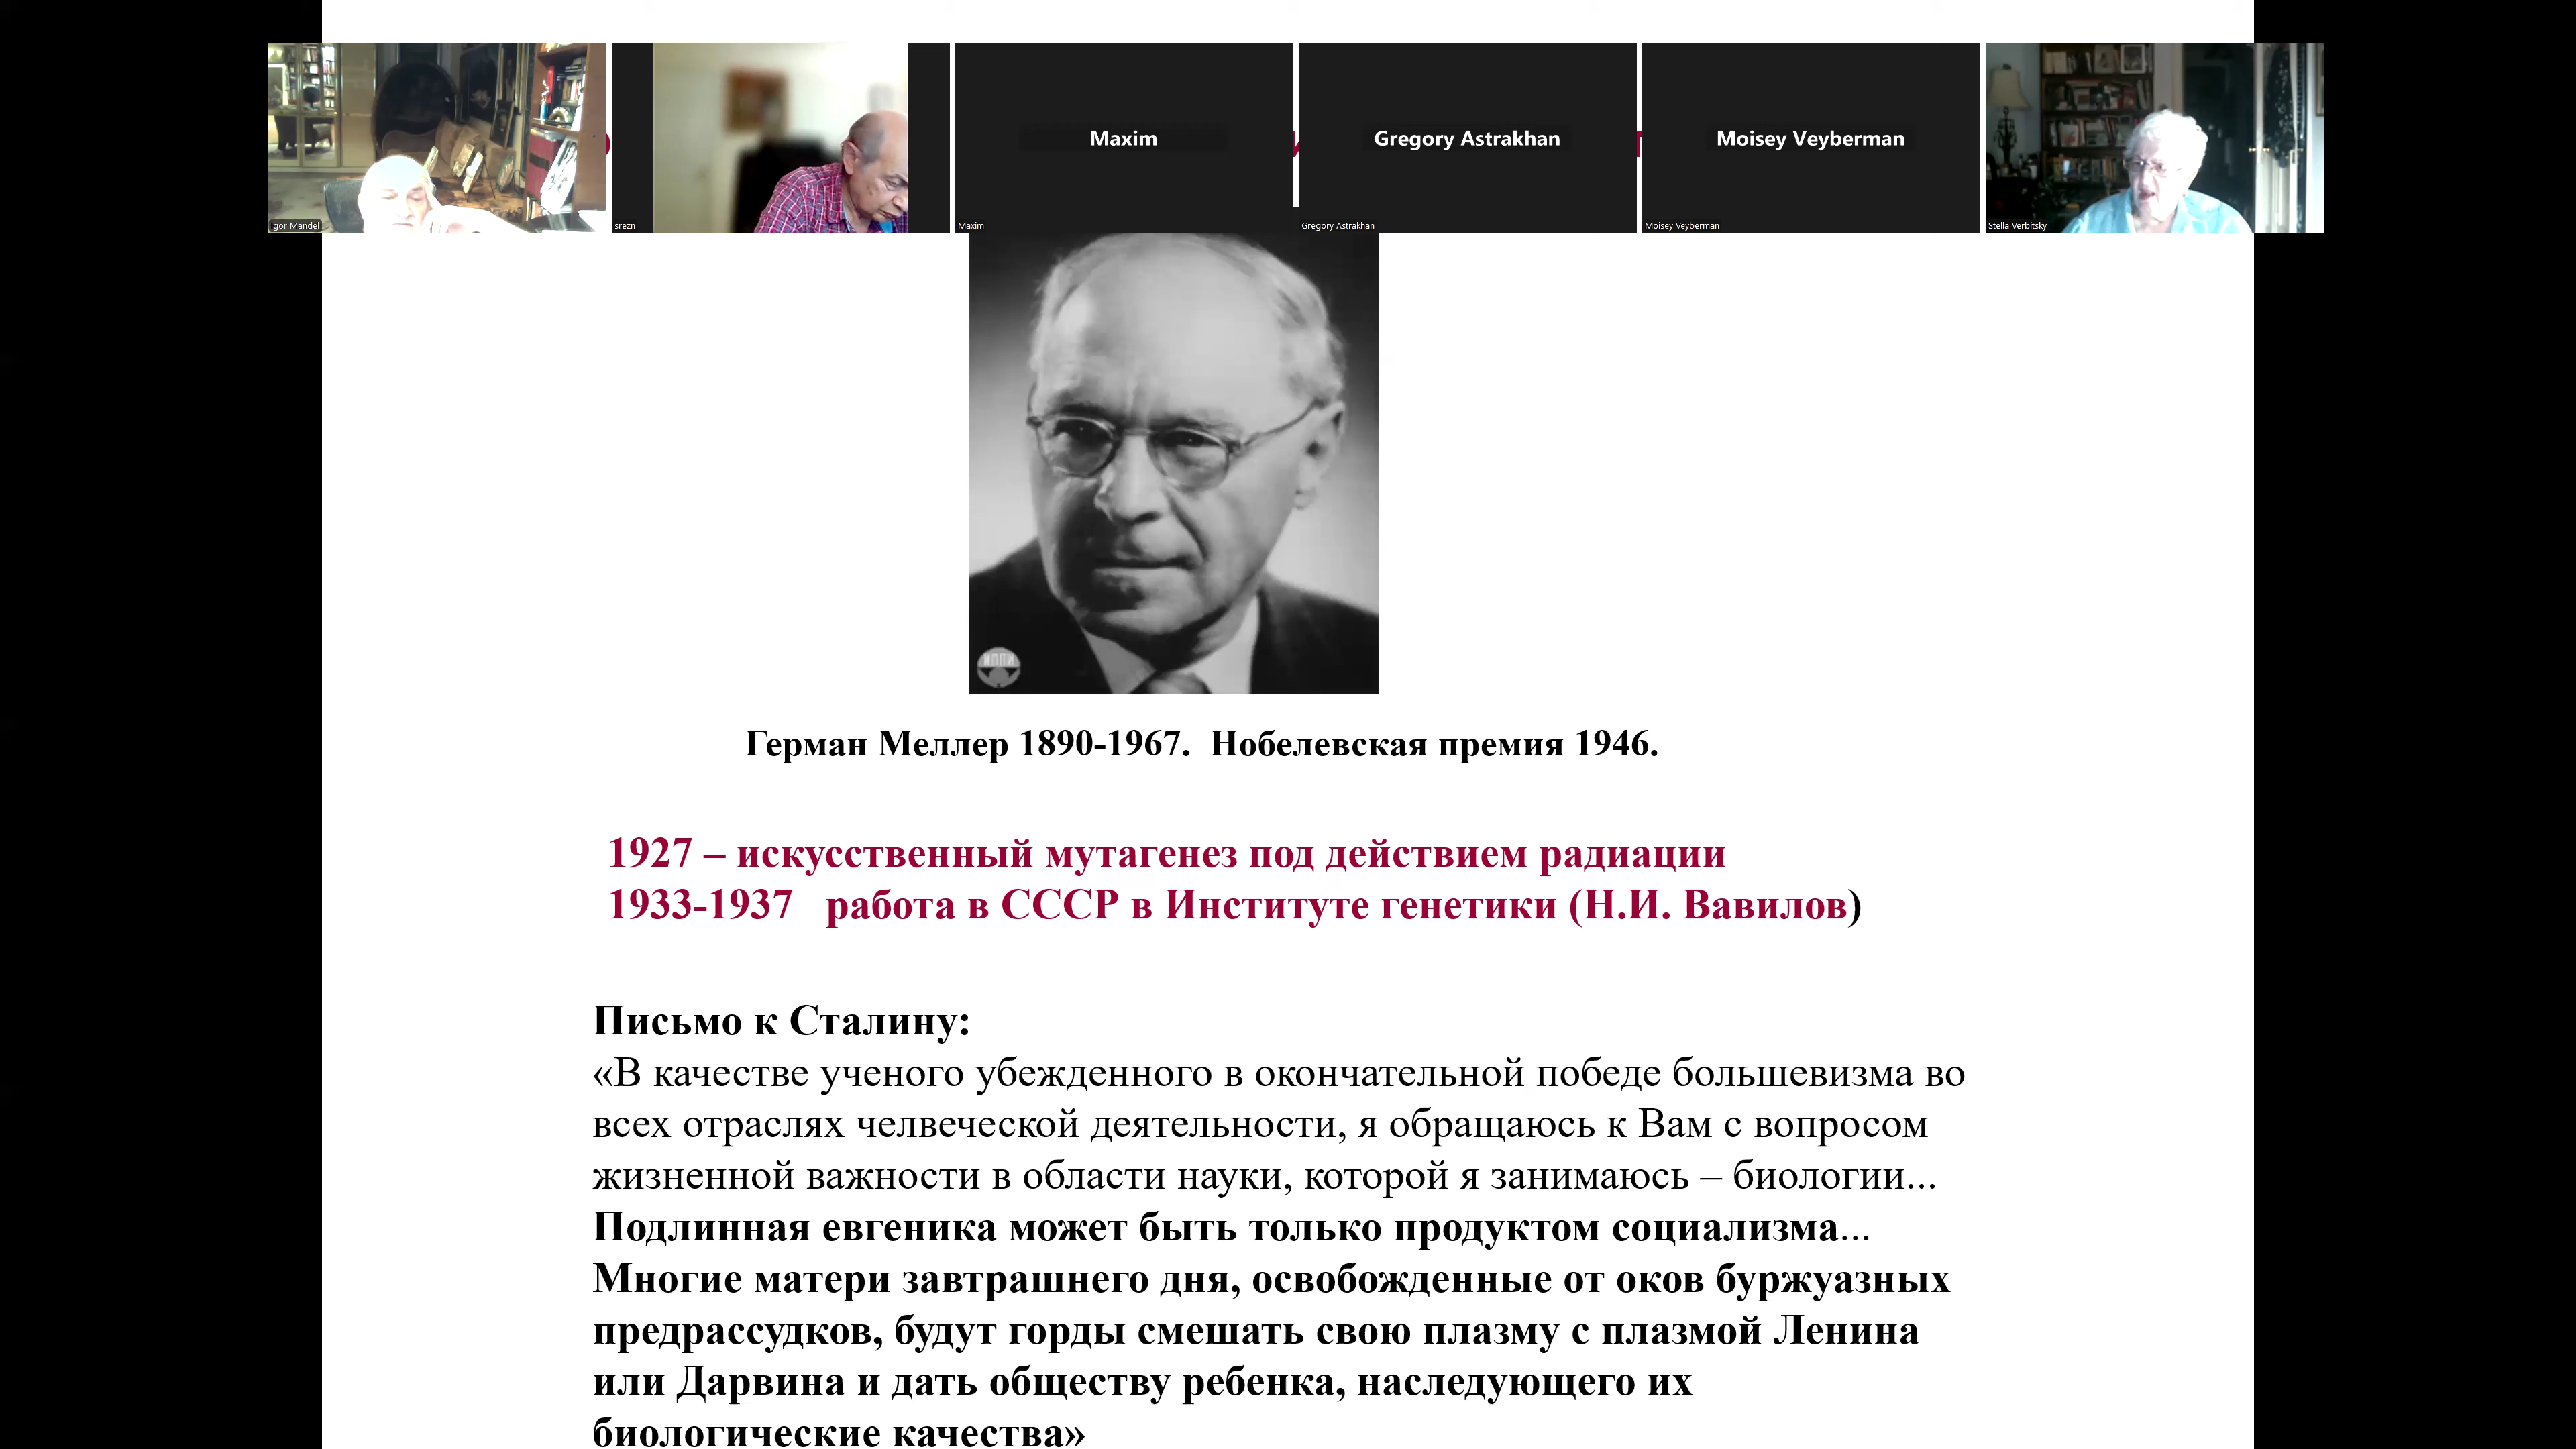 Maxim
Gregory Astrakhan
Moisey Veyberman
Igor Mandel
srezn
Maxim
Gregory Astrakhan
Moisey Veyberman
Stella Verbitsky
ИППИ
Герман Меллер 1890-1967. Нобелевская премия 1946.
1927 – искусственный мутагенез под действием радиации
1933-1937 работа в СССР в Институте генетики (Н.И. Вавилов)
Письмо к Сталину:
«В качестве ученого убежденного в окончательной победе большевизма во
всех отраслях челвеческой деятельности, я обращаюсь к Вам с вопросом
жизненной важности в области науки, которой я занимаюсь – биологии...
Подлинная евгеника может быть только продуктом социализма...
Многие матери завтрашнего дня, освобожденные от оков буржуазных
предрассудков, будут горды смешать свою плазму с плазмой Ленина
или Дарвина и дать обществу ребенка, наследующего их
биологические качества»